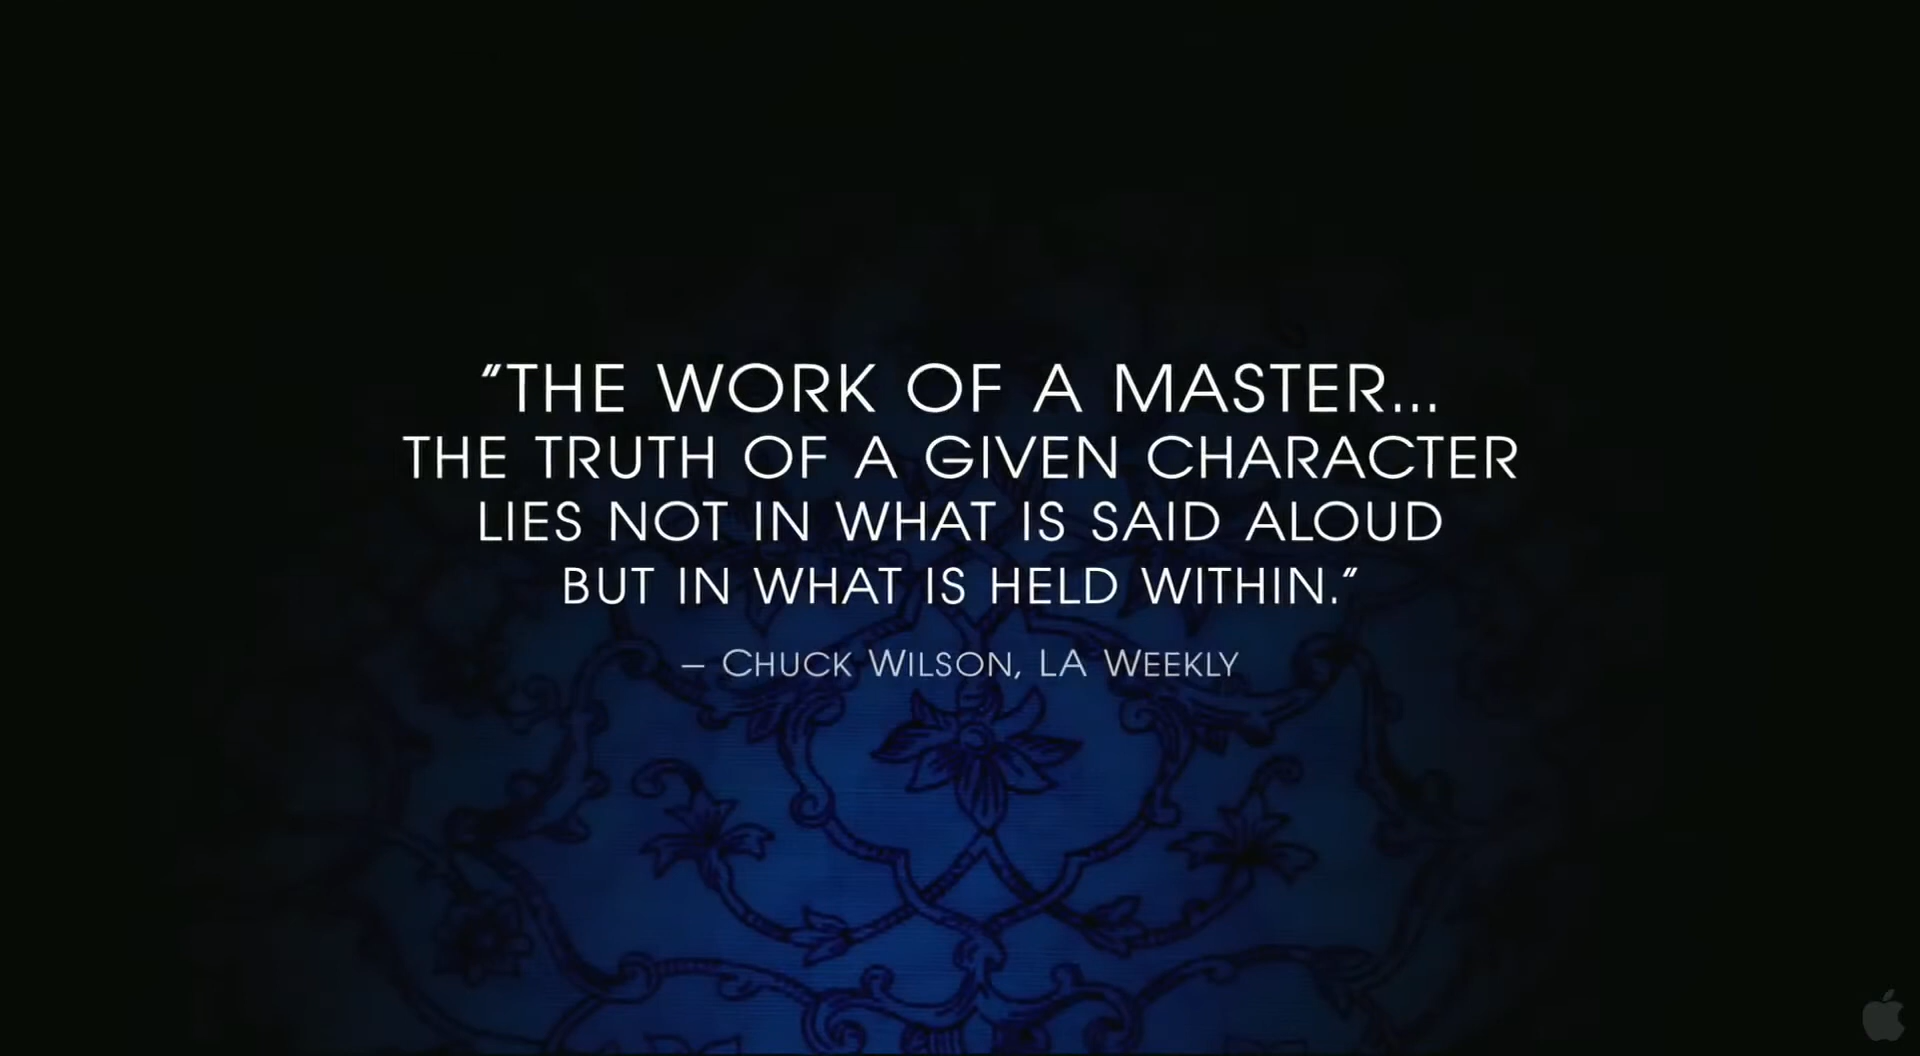 “THE WORK OF A MASTER...
THE TRUTH OF A GIVEN CHARACTER
LIES NOT IN WHAT IS SAID ALOUD
BUT IN WHAT IS HELD WITHIN.”
– CHUCK WILSON, LA WEEKLY